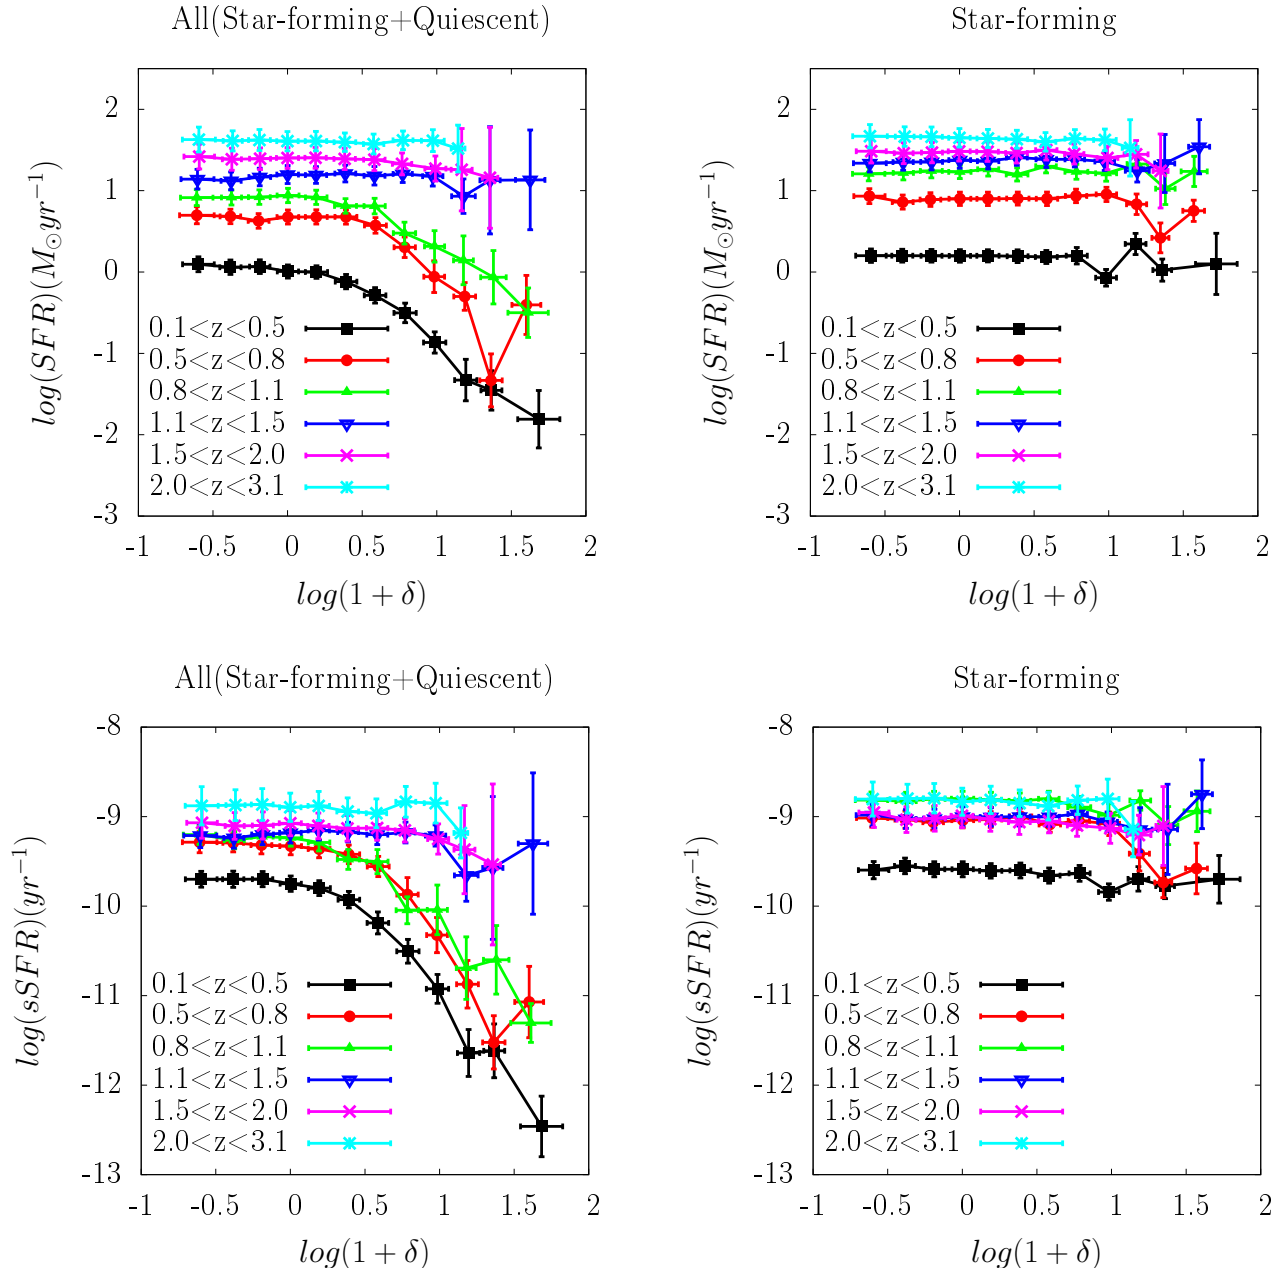 All(Star-forming+Quiescent)
2
1
0
-1
-2
-3
log(SFR)(M⊙yr⁻¹)
0.1<z<0.5
0.5<z<0.8
0.8<z<1.1
1.1<z<1.5
1.5<z<2.0
2.0<z<3.1
-1 -0.5 0 0.5 1 1.5 2
log(1 + δ)
Star-forming
2
1
0
-1
-2
-3
log(SFR)(M⊙yr⁻¹)
0.1<z<0.5
0.5<z<0.8
0.8<z<1.1
1.1<z<1.5
1.5<z<2.0
2.0<z<3.1
-1 -0.5 0 0.5 1 1.5 2
log(1 + δ)
All(Star-forming+Quiescent)
-8
-9
-10
-11
-12
-13
log(sSFR)(yr⁻¹)
0.1<z<0.5
0.5<z<0.8
0.8<z<1.1
1.1<z<1.5
1.5<z<2.0
2.0<z<3.1
-1 -0.5 0 0.5 1 1.5 2
log(1 + δ)
Star-forming
-8
-9
-10
-11
-12
-13
log(sSFR)(yr⁻¹)
0.1<z<0.5
0.5<z<0.8
0.8<z<1.1
1.1<z<1.5
1.5<z<2.0
2.0<z<3.1
-1 -0.5 0 0.5 1 1.5 2
log(1 + δ)